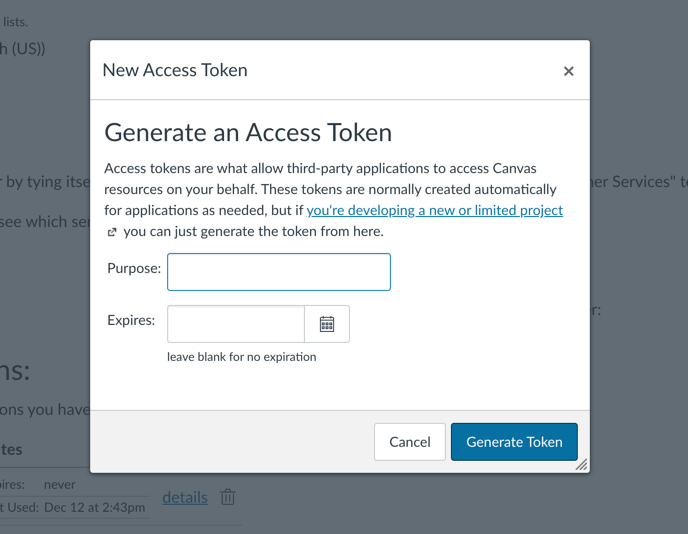 lists.
h (US))
New Access Token
×
Generate an Access Token
Access tokens are what allow third-party applications to access Canvas
resources on your behalf. These tokens are normally created automatically
for applications as needed, but if you're developing a new or limited project
you can just generate the token from here.
r by tying itse
ner Services" t
see which ser
Purpose:
Expires:
r:
leave blank for no expiration
ns:
ons you have
Cancel
Generate Token
tes
ires: never
t Used: Dec 12 at 2:43pm
details